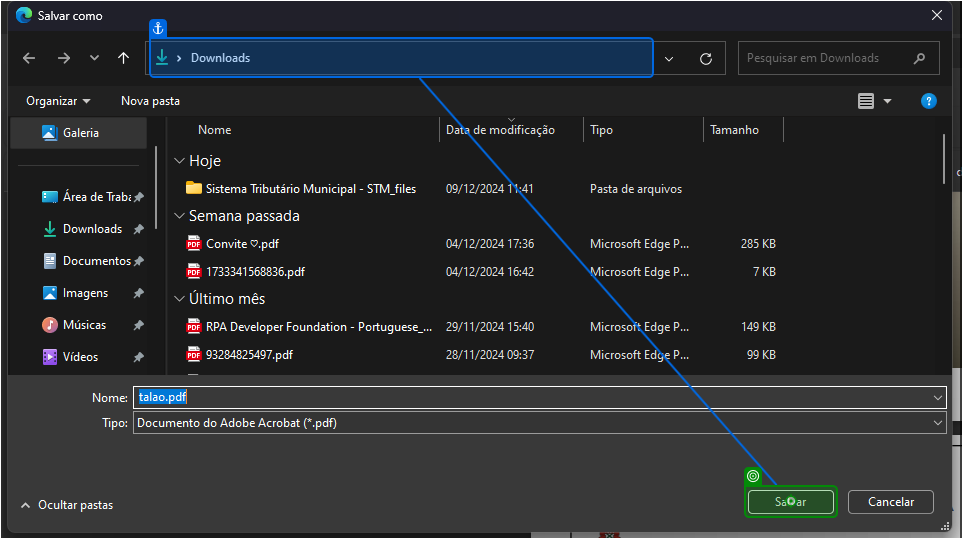 Salvar como
Downloads
Pesquisar em Downloads
Organizar
Nova pasta
Galeria
Área de Traba
Downloads
Documentos
Imagens
Músicas
Vídeos
Nome Data de modificação Tipo Tamanho
Hoje
Sistema Tributário Municipal - STM_files 09/12/2024 11:41 Pasta de arquivos
Semana passada
Convite ♡.pdf 04/12/2024 17:36 Microsoft Edge P... 285 KB
1733341568836.pdf 04/12/2024 16:42 Microsoft Edge P... 7 KB
Último mês
RPA Developer Foundation - Portuguese_... 29/11/2024 15:40 Microsoft Edge P... 149 KB
93284825497.pdf 28/11/2024 09:37 Microsoft Edge P... 99 KB
Nome: talao.pdf
Tipo: Documento do Adobe Acrobat (*.pdf)
Ocultar pastas
Salvar
Cancelar